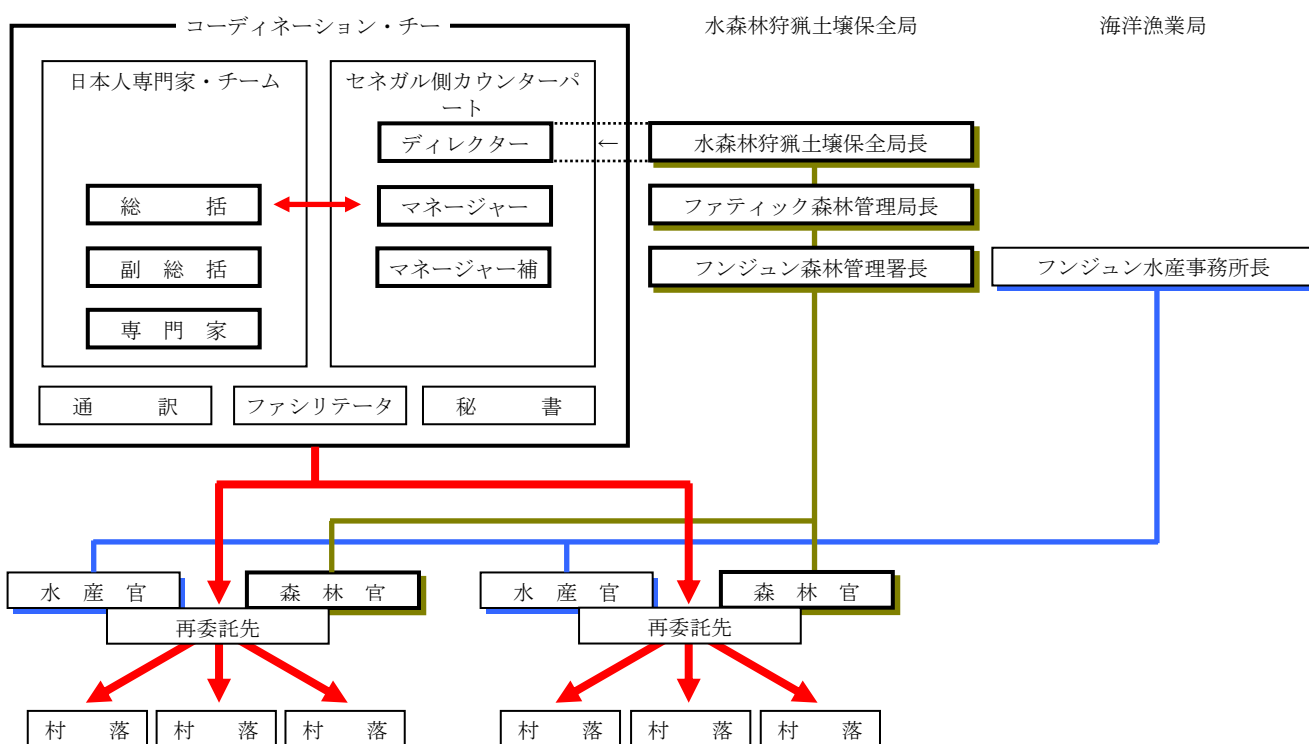 コーディネーション・チー
水森林狩猟土壌保全局
海洋漁業局
日本人専門家・チーム
セネガル側カウンターパ
ート
ディレクター
←
水森林狩猟土壌保全局長
総　　括
マネージャー
ファティック森林管理局長
副　総　括
マネージャー補
フンジュン森林管理署長
フンジュン水産事務所長
専　門　家
通　　訳
ファシリテータ
秘　　書
水　産　官
森　林　官
水　産　官
森　林　官
再委託先
再委託先
村　落
村　落
村　落
村　落
村　落
村　落